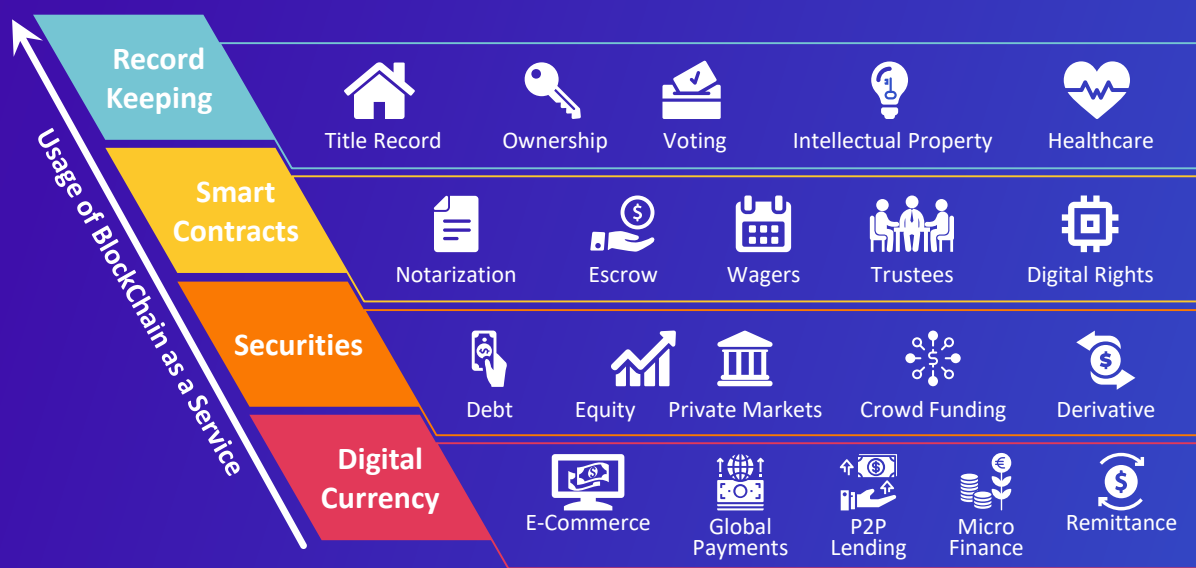 Usage of BlockChain as a Service
Record
Keeping
Title Record
Ownership
Voting
Intellectual Property
Healthcare
Smart
Contracts
Notarization
Escrow
Wagers
Trustees
Digital Rights
Securities
Debt
Equity
Private Markets
Crowd Funding
Derivative
Digital
Currency
E-Commerce
Global
Payments
P2P
Lending
Micro
Finance
Remittance